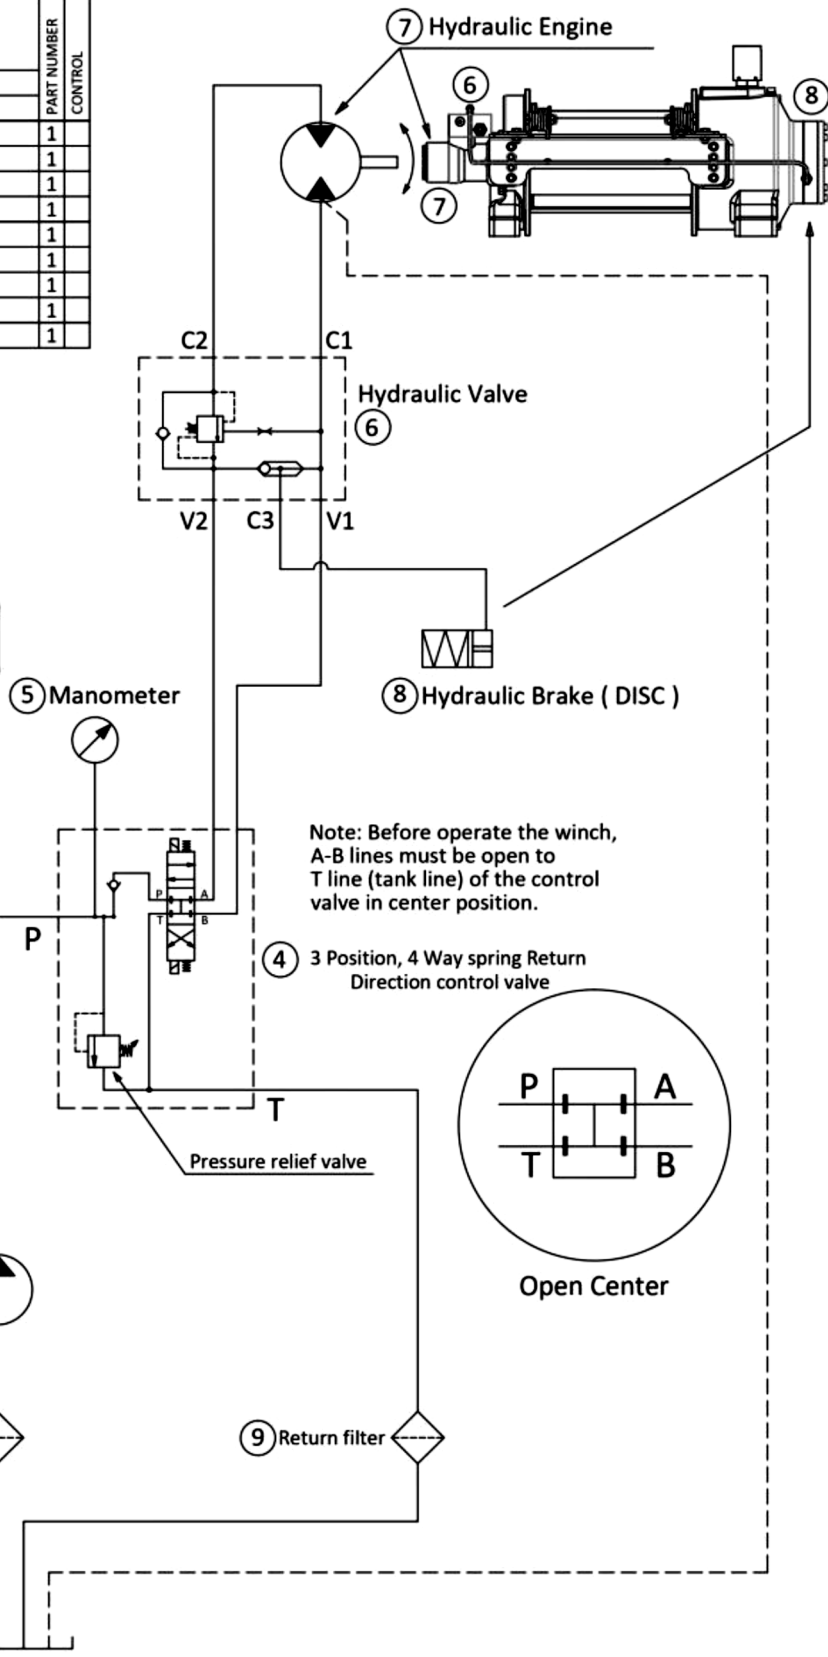 PART NUMBER
CONTROL
1
1
1
1
1
1
1
1
1
7 Hydraulic Engine
6
8
7
C2
C1
Hydraulic Valve
6
V2
C3
V1
5 Manometer
8 Hydraulic Brake ( DISC )
Note: Before operate the winch,
A-B lines must be open to
T line (tank line) of the control
valve in center position.
P A
T B
P
4 3 Position, 4 Way spring Return
Direction control valve
T
Pressure relief valve
P A
T B
Open Center
9 Return filter